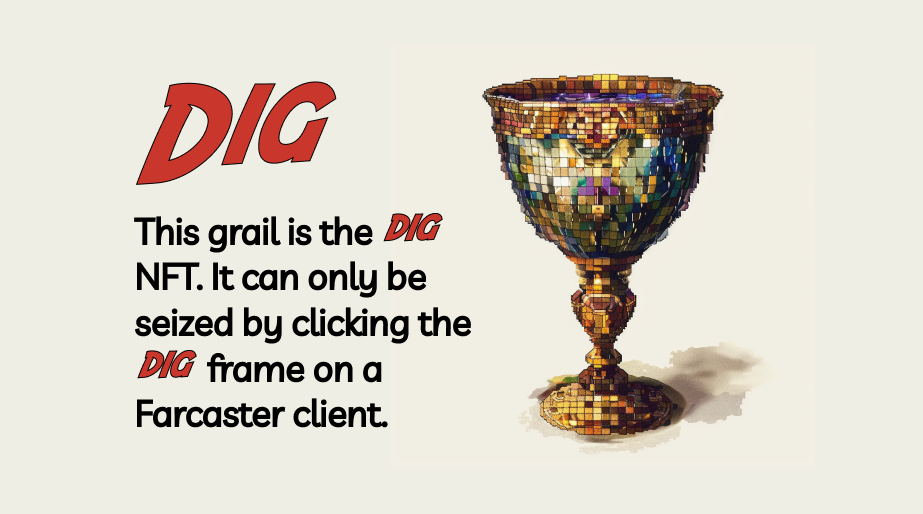 DIG
This grail is the DIG
NFT. It can only be
seized by clicking the
DIG frame on a
Farcaster client.